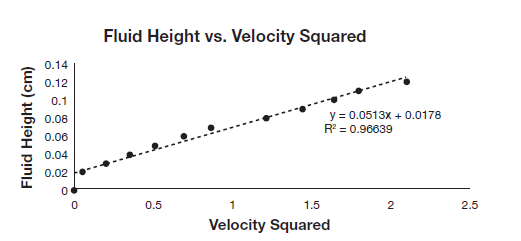 Fluid Height vs. Velocity Squared
Fluid Height (cm)
0.14
0.12
0.1
0.08
0.06
0.04
0.02
0
y = 0.0513x + 0.0178
R² = 0.96639
0 0.5 1 1.5 2 2.5
Velocity Squared